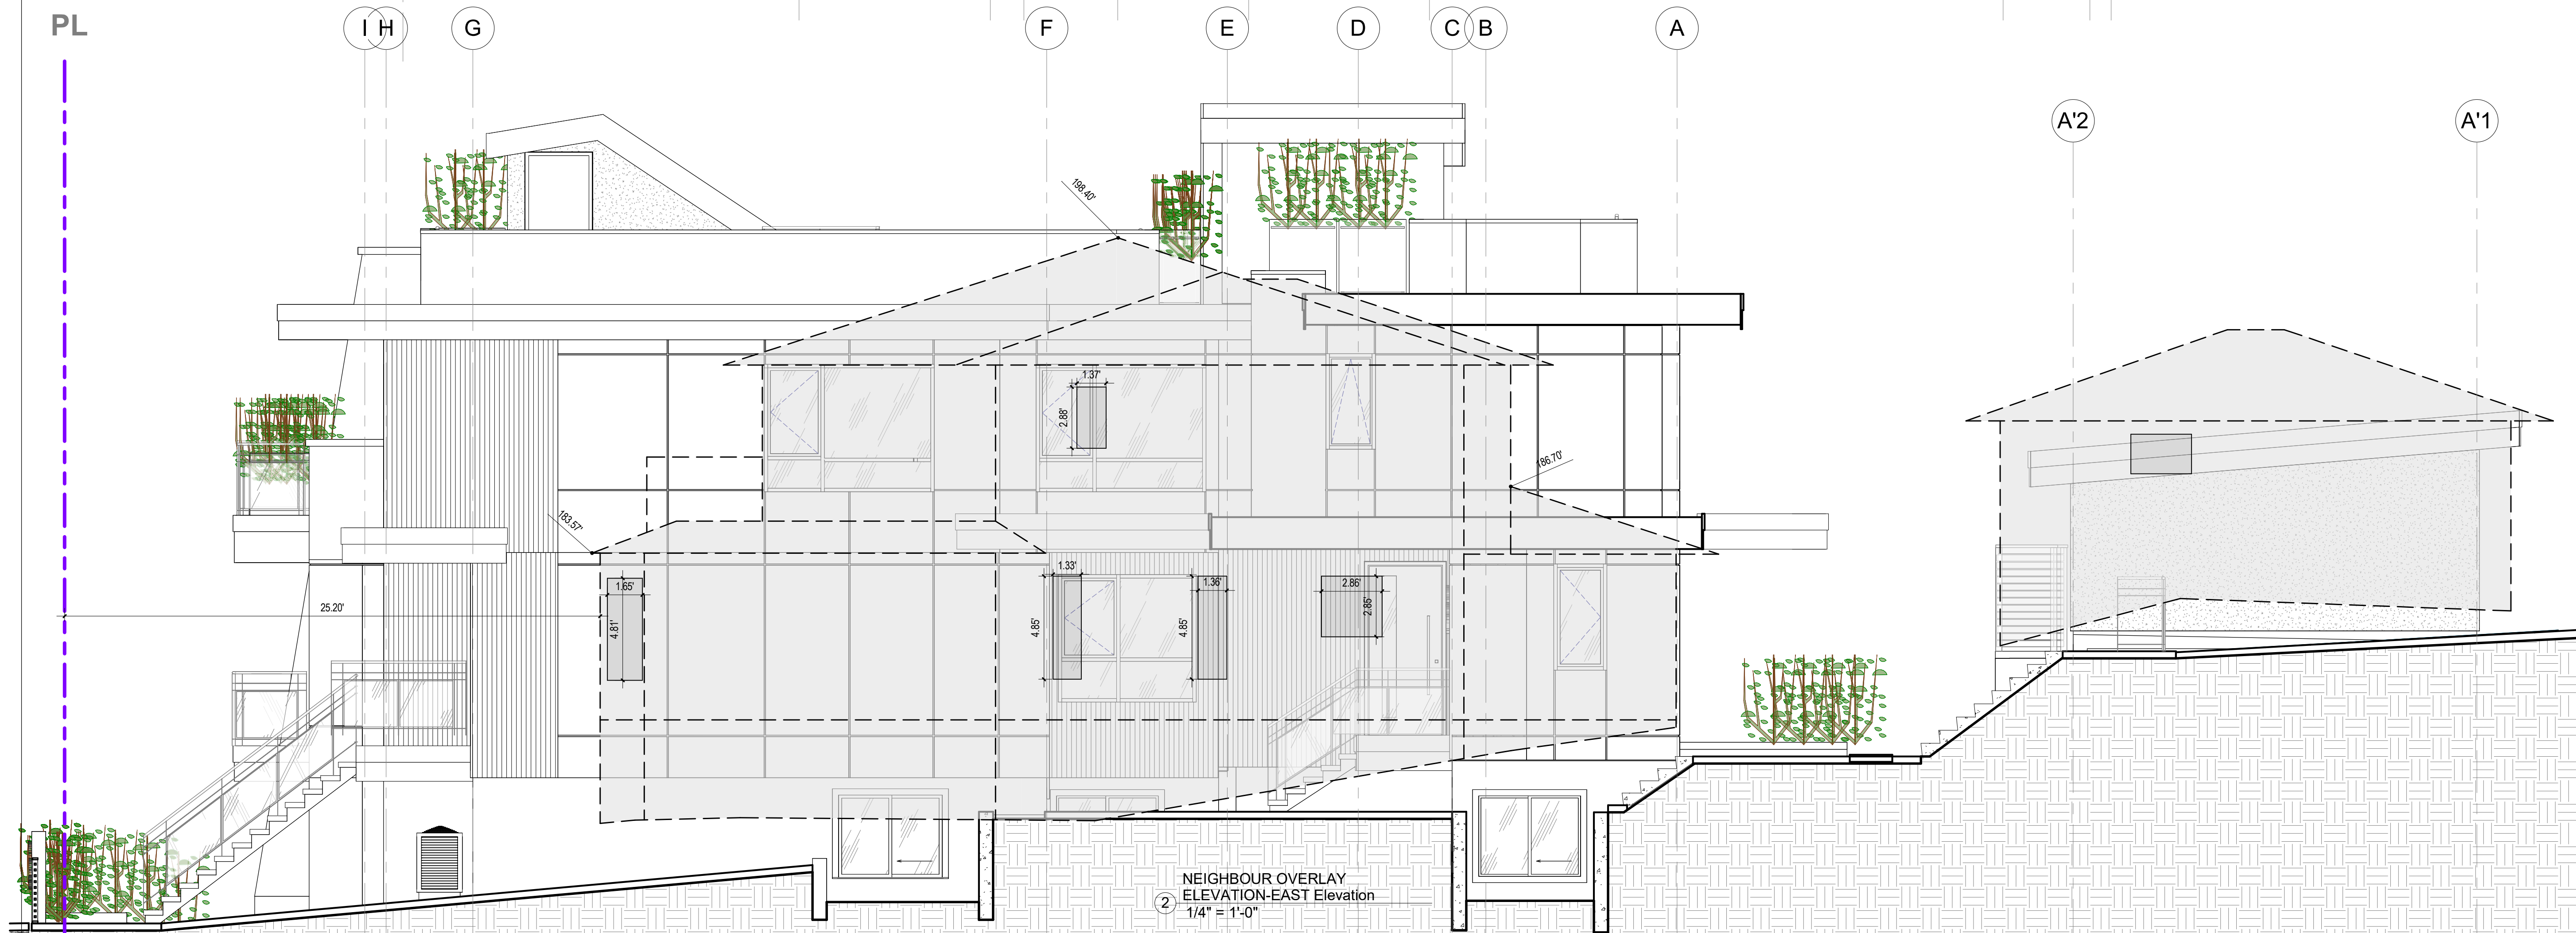 PL
I
H
G
F
E
D
C
B
A
A'2
A'1
198.40'
1.37'
2.88'
186.70'
183.57'
1.65'
4.81'
25.20'
1.33'
4.85'
1.36'
4.85'
2.86'
2.85'
NEIGHBOUR OVERLAY
2
ELEVATION-EAST Elevation
1/4" = 1'-0"